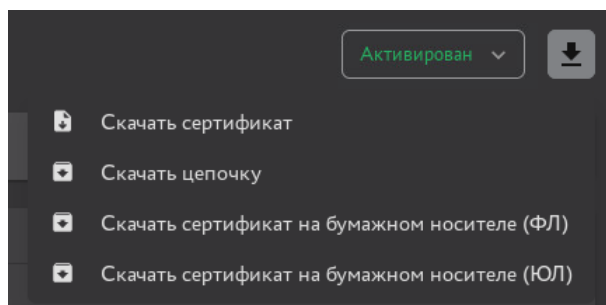 Активирован
Скачать сертификат
Скачать цепочку
Скачать сертификат на бумажном носителе (ФЛ)
Скачать сертификат на бумажном носителе (ЮЛ)